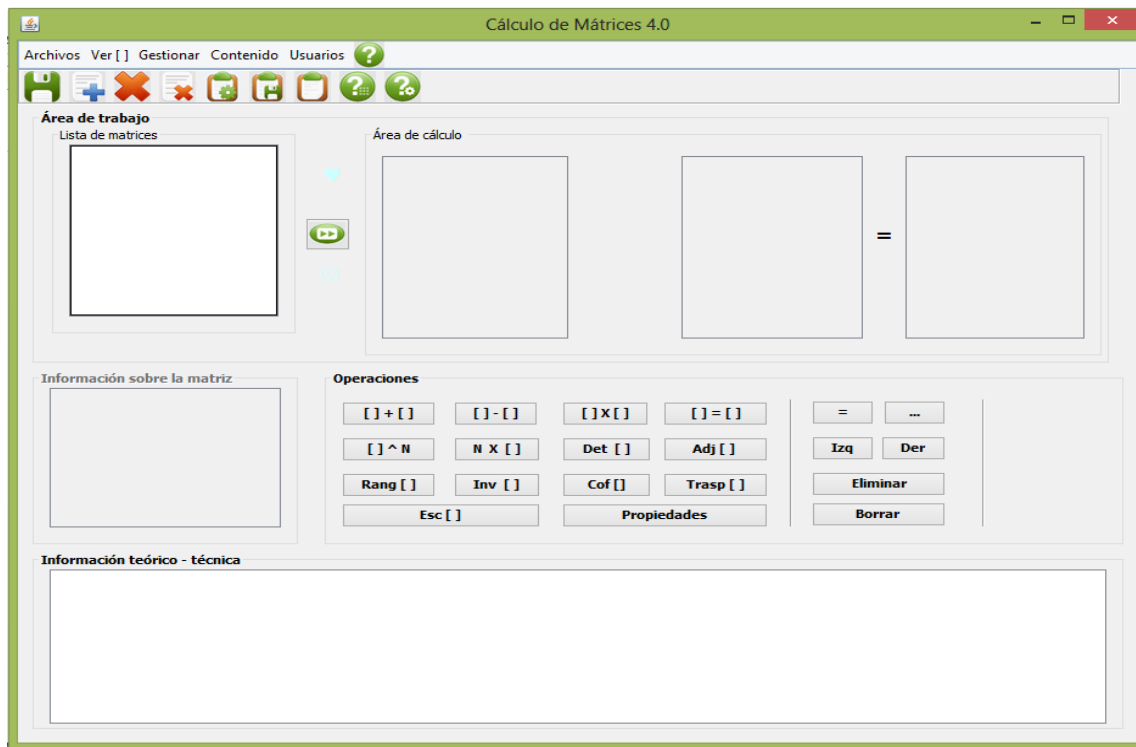 Cálculo de Mátrices 4.0
Archivos Ver [ ] Gestionar Contenido Usuarios ?
Área de trabajo
Lista de matrices
Área de cálculo
=
Información sobre la matriz
Operaciones
[ ] + [ ] [ ] - [ ] [ ] X [ ] [ ] = [ ] = ...
[ ] ^ N N X [ ] Det [ ] Adj [ ] Izq Der
Rang [ ] Inv [ ] Cof [] Trasp [ ] Eliminar
Esc [ ] Propiedades Borrar
Información teórico - técnica